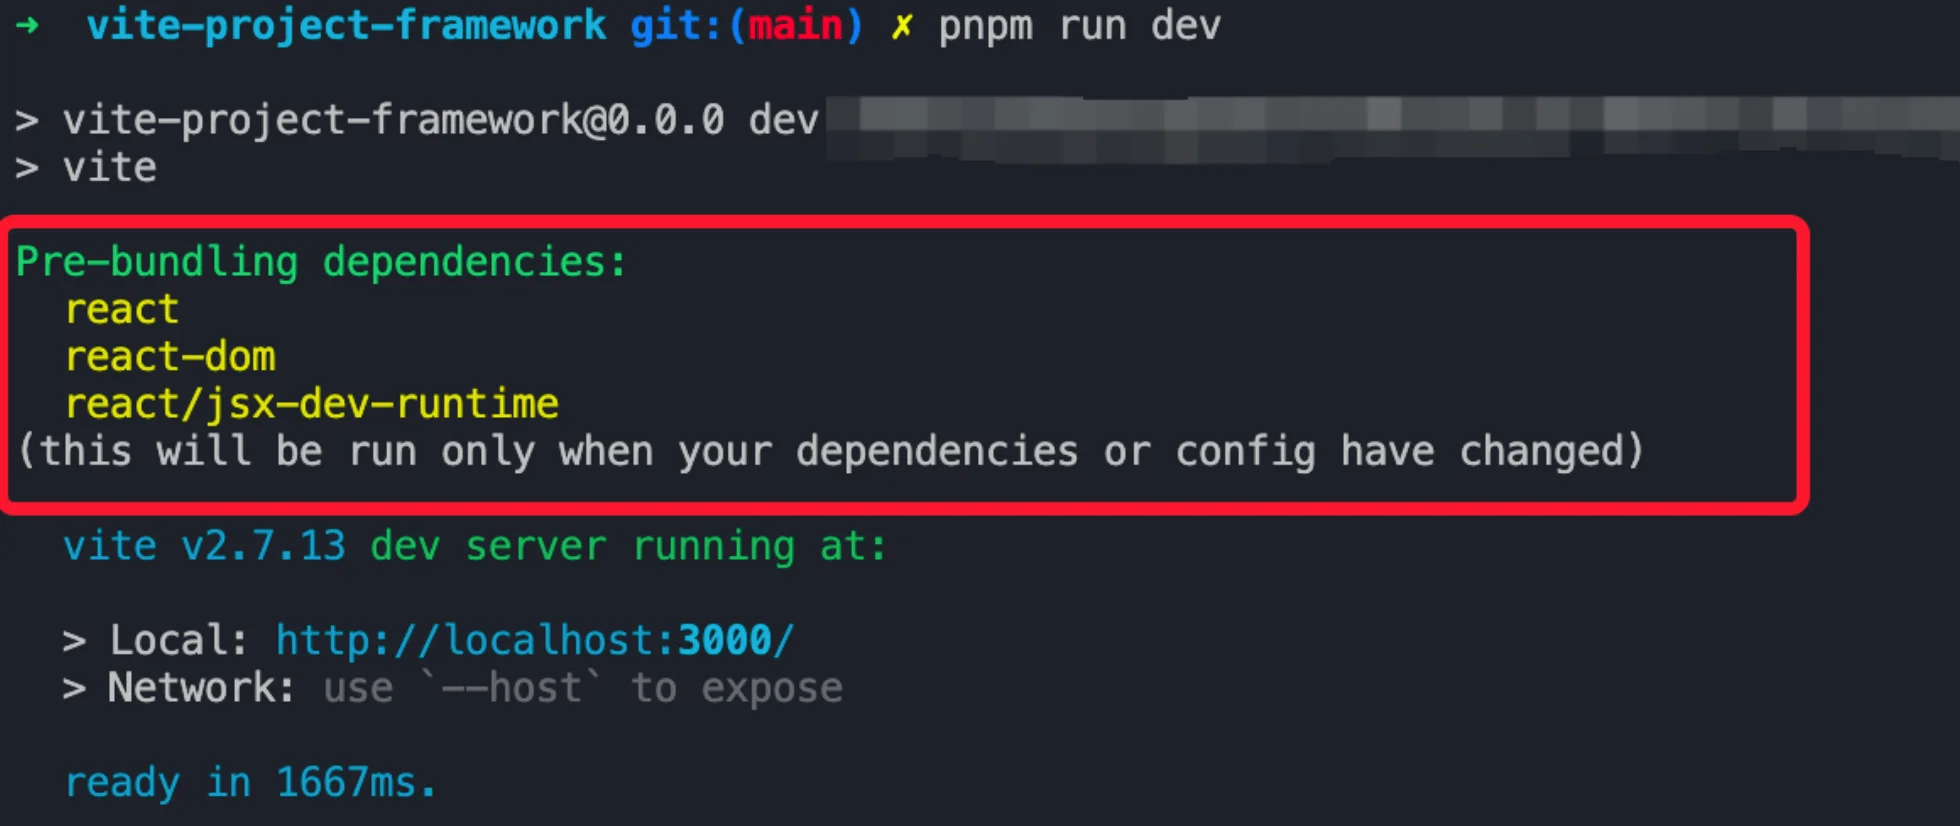 → vite-project-framework git:(main) ✗ pnpm run dev
> vite-project-framework@0.0.0 dev
> vite
Pre-bundling dependencies:
react
react-dom
react/jsx-dev-runtime
(this will be run only when your dependencies or config have changed)
vite v2.7.13 dev server running at:
> Local: http://localhost:3000/
> Network: use `--host` to expose
ready in 1667ms.